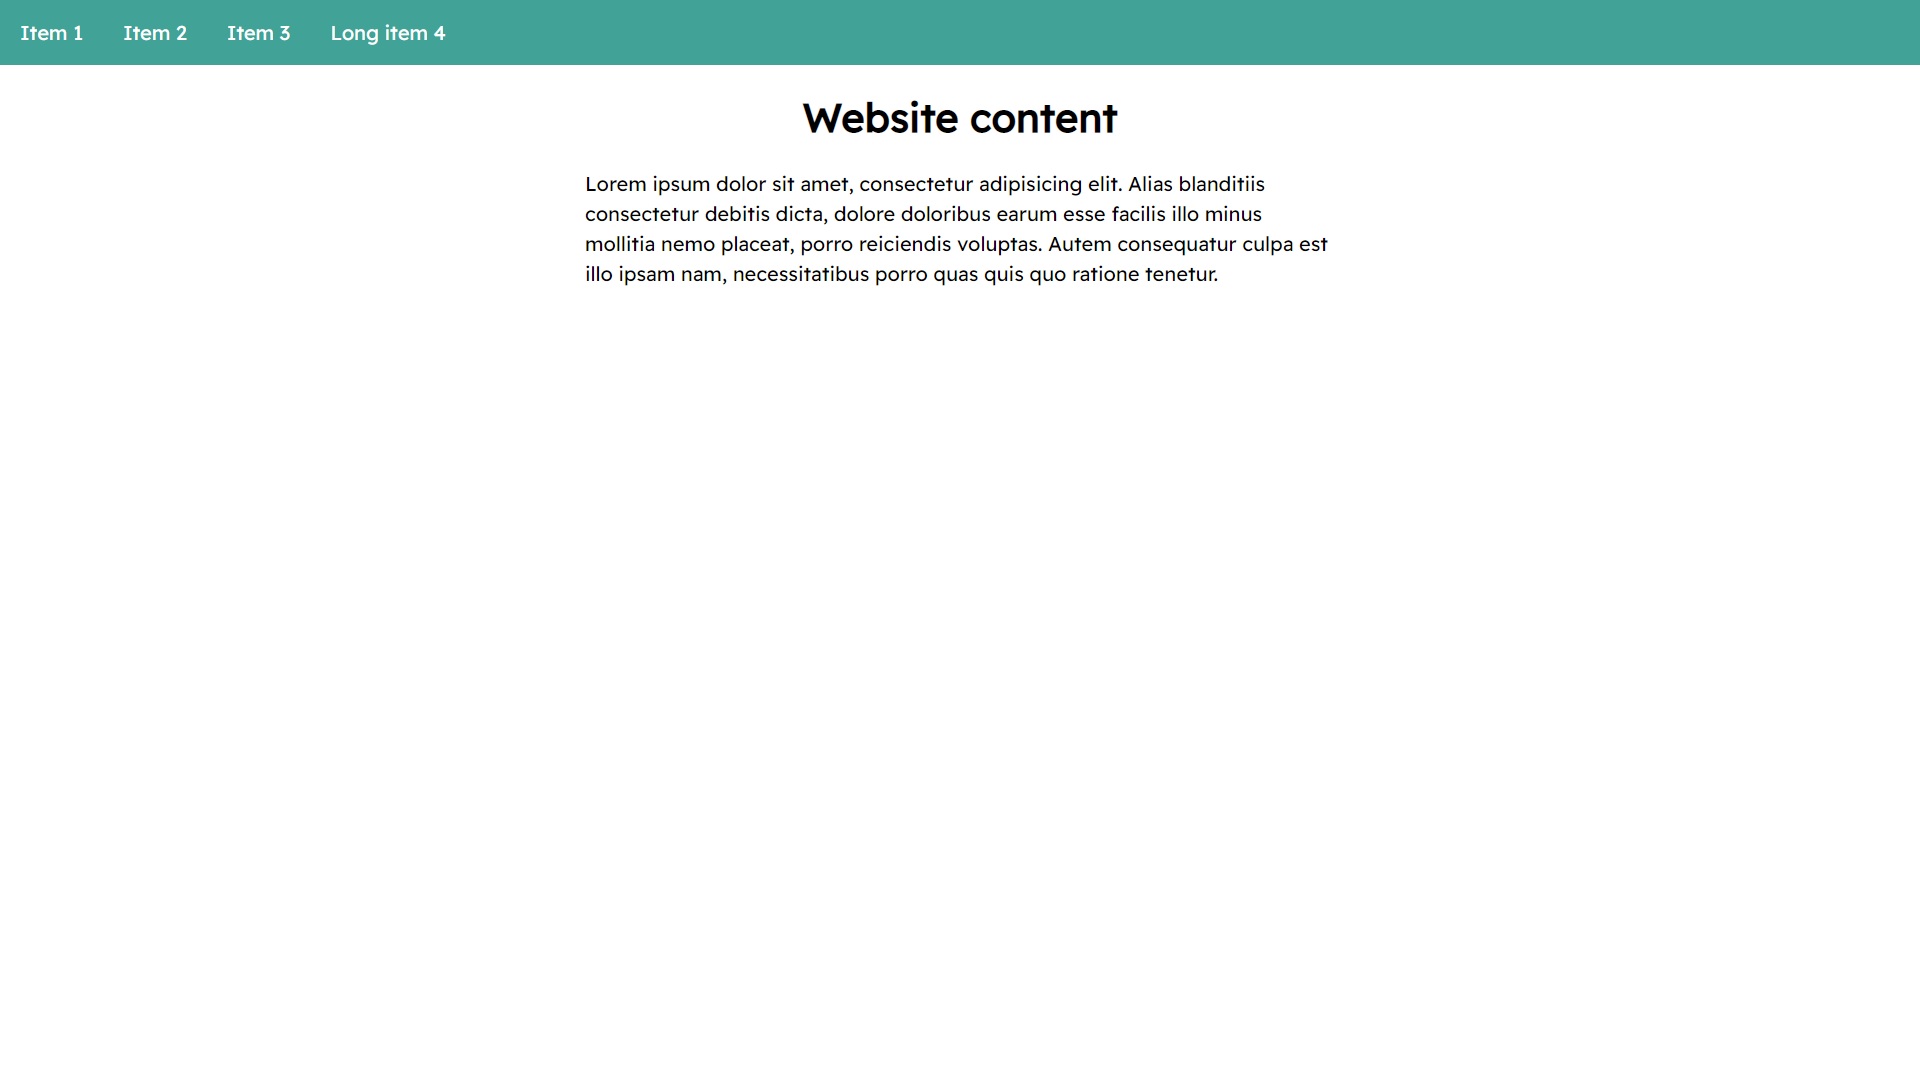 Item 1 Item 2 Item 3 Long item 4
Website content
Lorem ipsum dolor sit amet, consectetur adipisicing elit. Alias blanditiis
consectetur debitis dicta, dolore doloribus earum esse facilis illo minus
mollitia nemo placeat, porro reiciendis voluptas. Autem consequatur culpa est
illo ipsam nam, necessitatibus porro quas quis quo ratione tenetur.